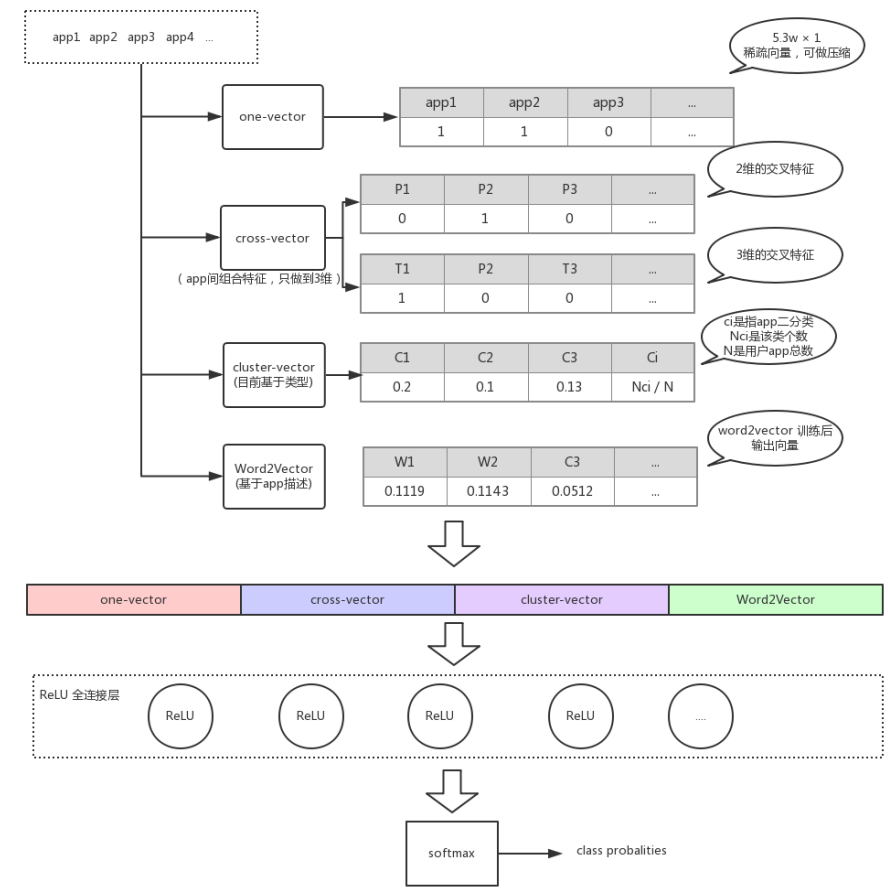 app1 app2 app3 app4 ...
5.3w × 1
稀疏向量，可做压缩
one-vector
app1 app2 app3 ...
1 1 0 ...
2维的交叉特征
P1 P2 P3 ...
0 1 0 ...
cross-vector
（app间组合特征，只做到3维）
3维的交叉特征
T1 P2 T3 ...
1 0 0 ...
ci是指app二分类
Nci是该类个数
N是用户app总数
cluster-vector
(目前基于类型)
C1 C2 C3 Ci
0.2 0.1 0.13 Nci / N
word2vector 训练后
输出向量
Word2Vector
(基于app描述)
W1 W2 C3 ...
0.1119 0.1143 0.0512 ...
one-vector cross-vector cluster-vector Word2Vector
ReLU 全连接层
ReLU ReLU ReLU ReLU ....
softmax
class probalities